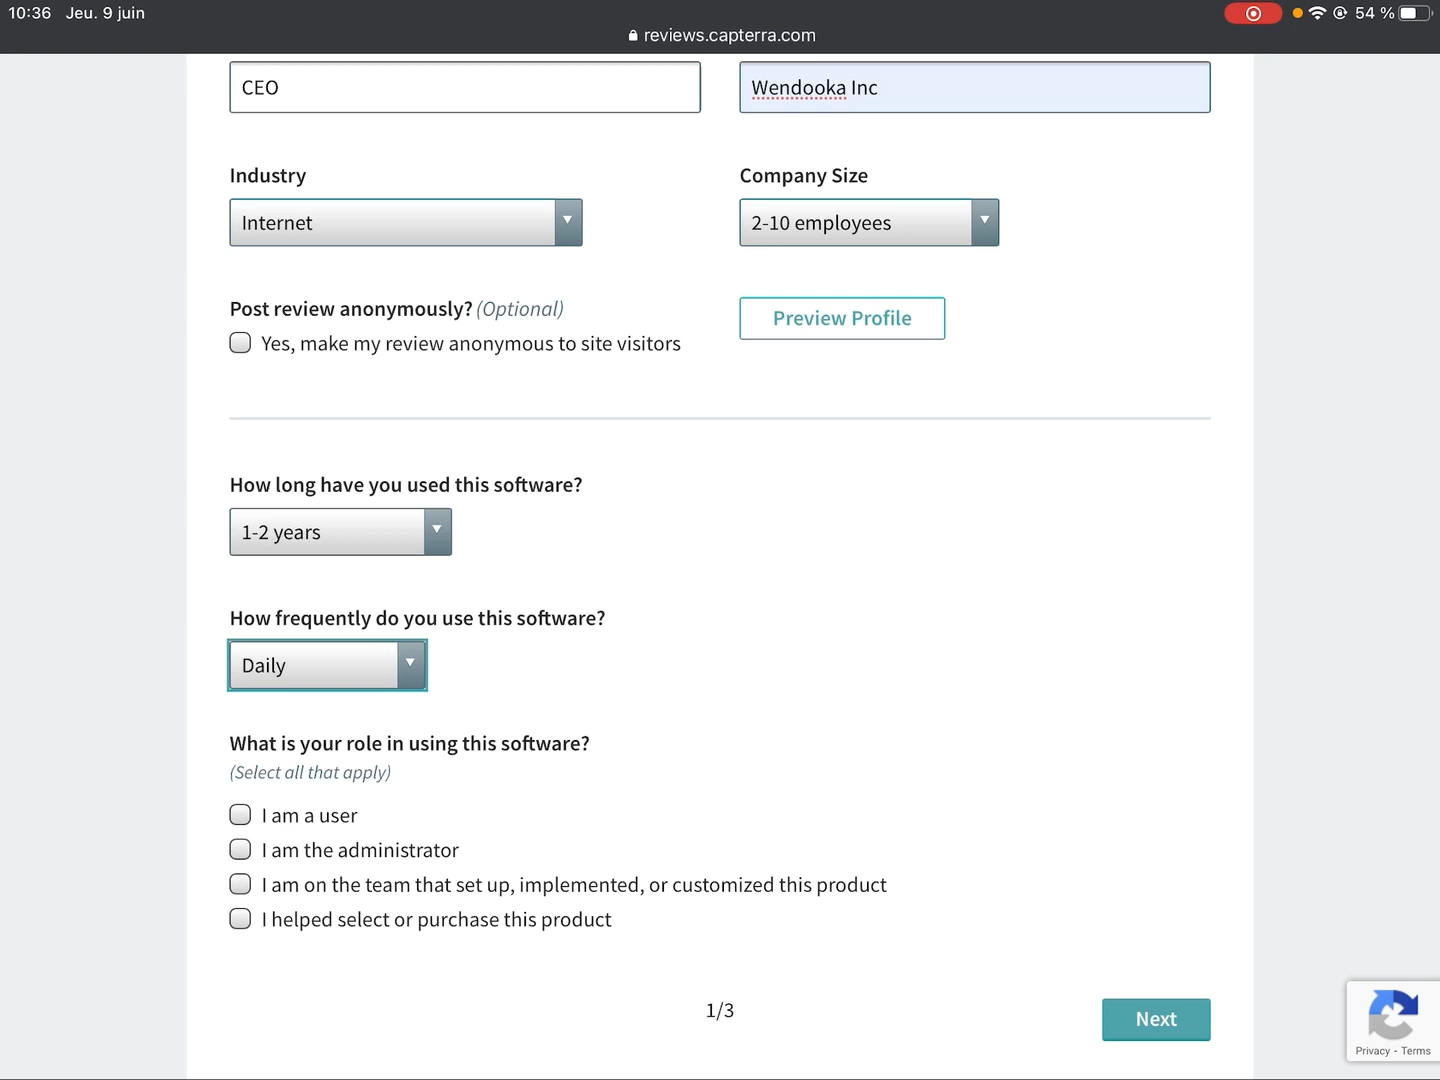 10:36 Jeu. 9 juin
54 %
reviews.capterra.com
CEO
Wendooka Inc
Industry
Company Size
Internet
2-10 employees
Post review anonymously? (Optional)
Preview Profile
Yes, make my review anonymous to site visitors
How long have you used this software?
1-2 years
How frequently do you use this software?
Daily
What is your role in using this software?
(Select all that apply)
I am a user
I am the administrator
I am on the team that set up, implemented, or customized this product
I helped select or purchase this product
1/3
Next
Privacy - Terms